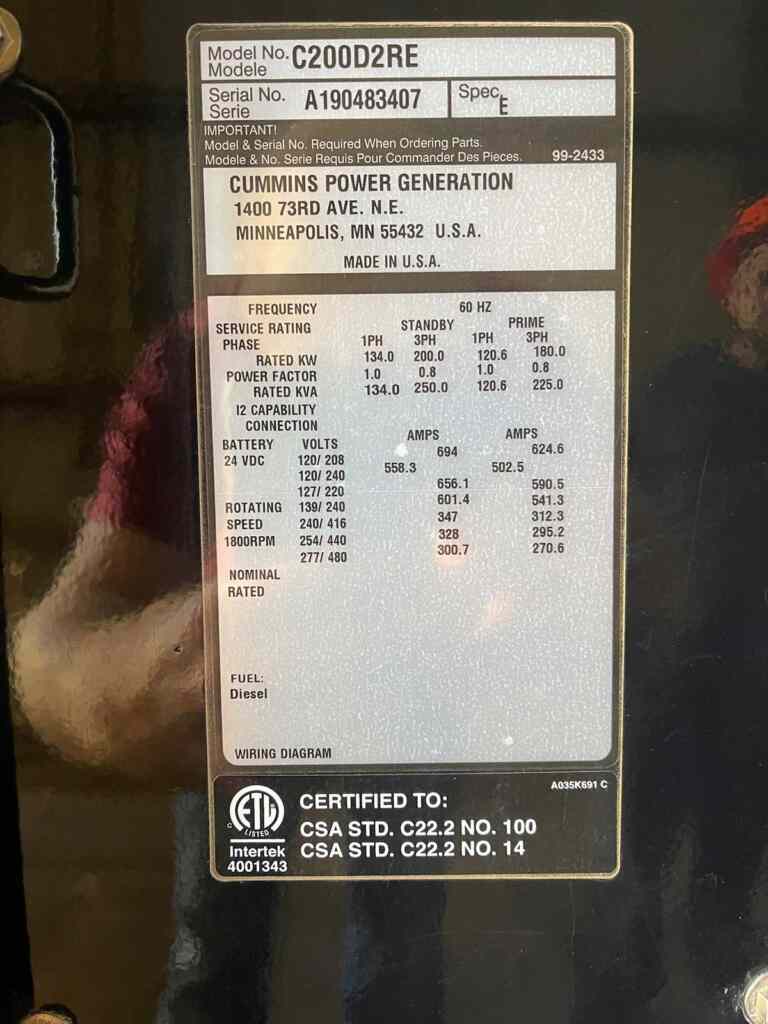 Model No. C200D2RE
Modele
Serial No. A190483407 Spec E
Serie
IMPORTANT!
Model & Serial No. Required When Ordering Parts.
Modele & No. Serie Requis Pour Commander Des Pieces. 99-2433
CUMMINS POWER GENERATION
1400 73RD AVE. N.E.
MINNEAPOLIS, MN 55432 U.S.A.
MADE IN U.S.A.
FREQUENCY 60 HZ
SERVICE RATING STANDBY PRIME
PHASE 1PH 3PH 1PH 3PH
RATED KW 134.0 200.0 120.6 180.0
POWER FACTOR 1.0 0.8 1.0 0.8
RATED KVA 134.0 250.0 120.6 225.0
I2 CAPABILITY
CONNECTION
BATTERY VOLTS AMPS AMPS
24 VDC 120/ 208 694 624.6
120/ 240 558.3 502.5
127/ 220 656.1 590.5
ROTATING 139/ 240 601.4 541.3
SPEED 240/ 416 347 312.3
1800RPM 254/ 440 328 295.2
277/ 480 300.7 270.6
NOMINAL
RATED
FUEL:
Diesel
WIRING DIAGRAM
A035K691 C
C ETL LISTED
Intertek
4001343
CERTIFIED TO:
CSA STD. C22.2 NO. 100
CSA STD. C22.2 NO. 14